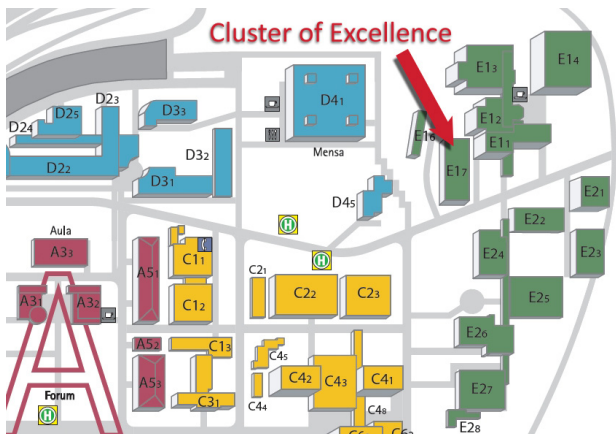 Cluster of Excellence
E13
E14
D23
D25
D24
D33
D41
D32
D22
D31
Mensa
E12
E11
E16
E17
D45
E21
E22
E23
E24
E25
E26
E27
E28
Aula
A33
A31
A32
A51
A52
A53
C11
C12
C13
C21
C22
C23
C31
C45
C44
C42
C43
C41
C48
H
H
Forum
H